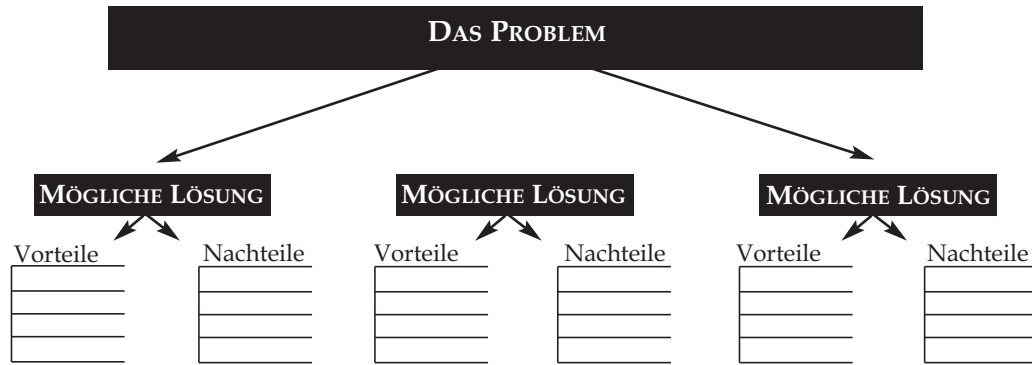 DAS PROBLEM
MÖGLICHE LÖSUNG MÖGLICHE LÖSUNG MÖGLICHE LÖSUNG
Vorteile Nachteile Vorteile Nachteile Vorteile Nachteile